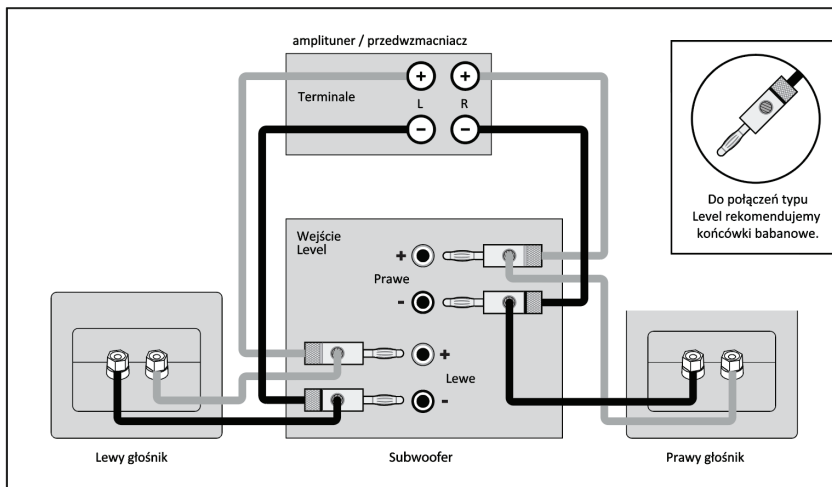 amplituner / przedwzmacniacz
Terminale
+ +
L R
- -
Do połączeń typu
Level rekomendujemy
końcówki babanowe.
Wejście
Level
+
Prawe
-
+
Lewe
-
Lewy głośnik
Subwoofer
Prawy głośnik